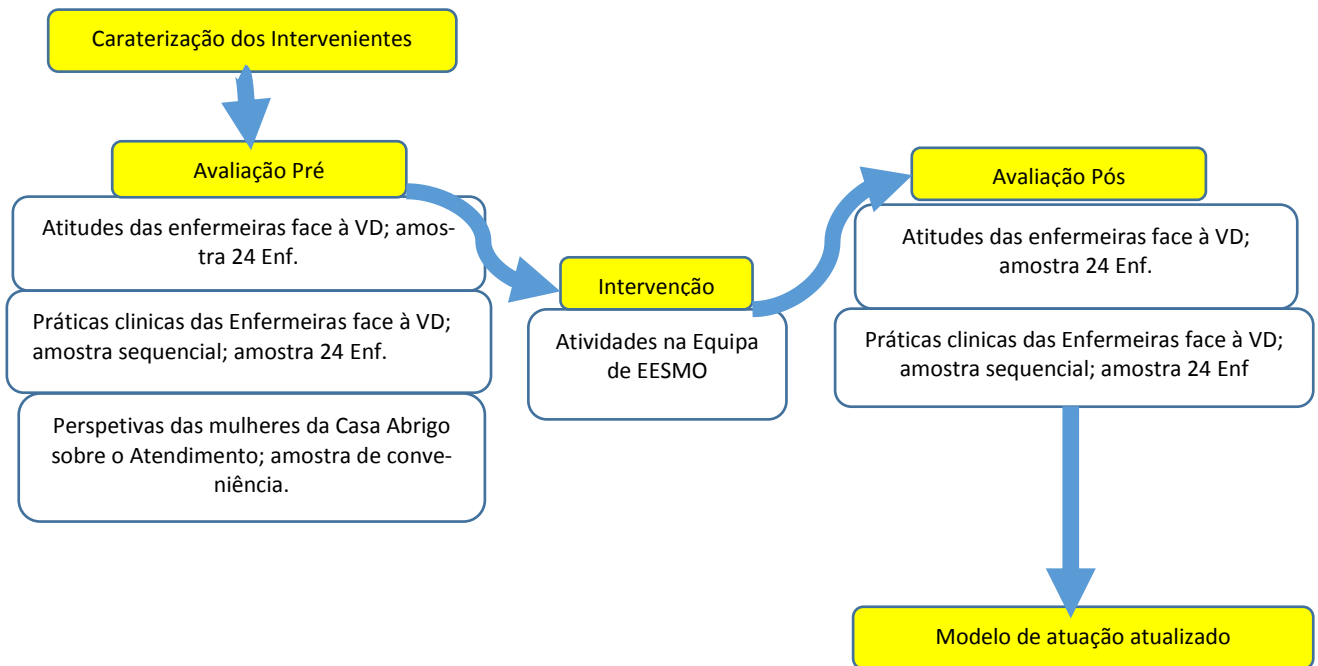 Caraterização dos Intervenientes
Avaliação Pré
Atitudes das enfermeiras face à VD; amos-
tra 24 Enf.
Práticas clinicas das Enfermeiras face à VD;
amostra sequencial; amostra 24 Enf.
Perspetivas das mulheres da Casa Abrigo
sobre o Atendimento; amostra de conve-
niência.
Intervenção
Atividades na Equipa
de EESMO
Avaliação Pós
Atitudes das enfermeiras face à VD;
amostra 24 Enf.
Práticas clinicas das Enfermeiras face à VD;
amostra sequencial; amostra 24 Enf
Modelo de atuação atualizado